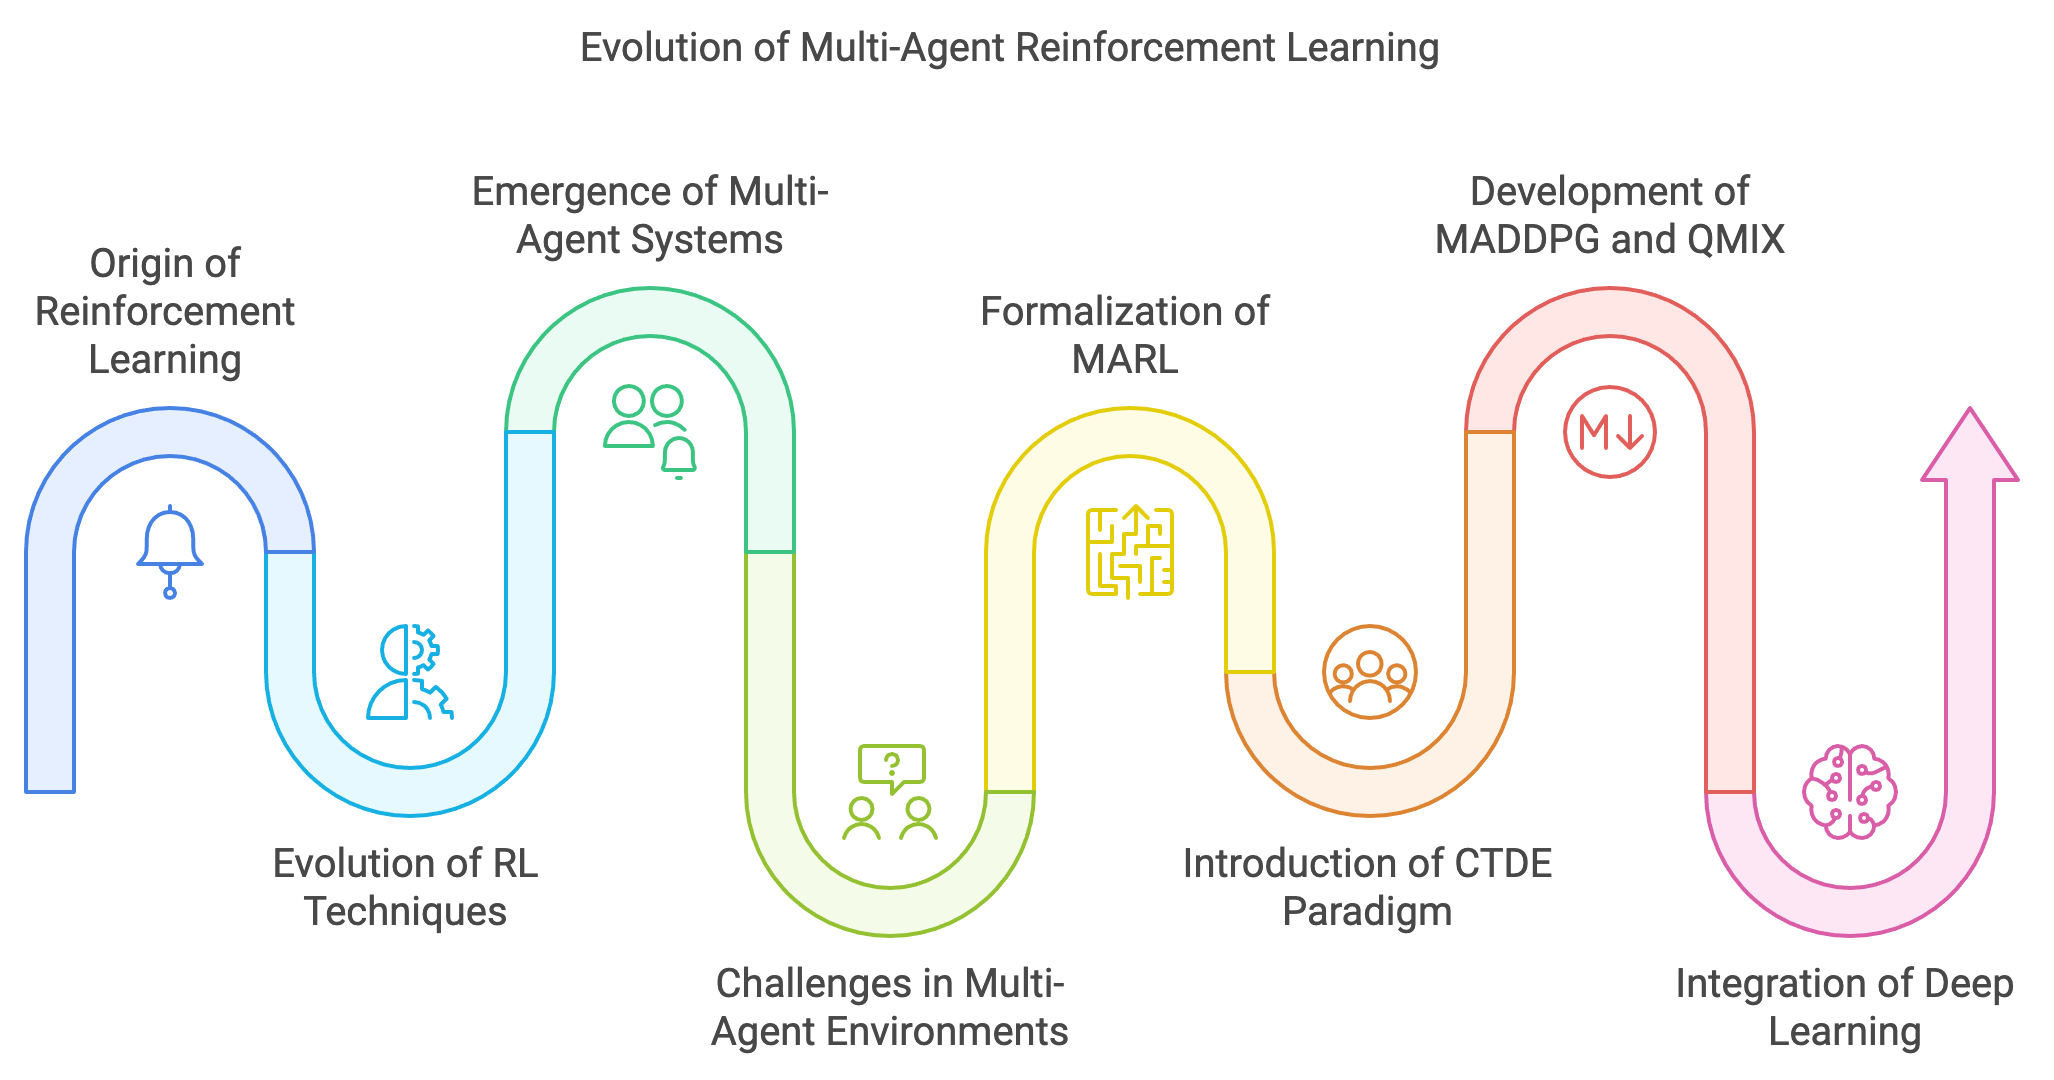 Evolution of Multi-Agent Reinforcement Learning
Origin of
Reinforcement
Learning
Evolution of RL
Techniques
Emergence of Multi-
Agent Systems
?
Challenges in Multi-
Agent Environments
Formalization of
MARL
Introduction of CTDE
Paradigm
Development of
MADDPG and QMIX
M↓
Integration of Deep
Learning